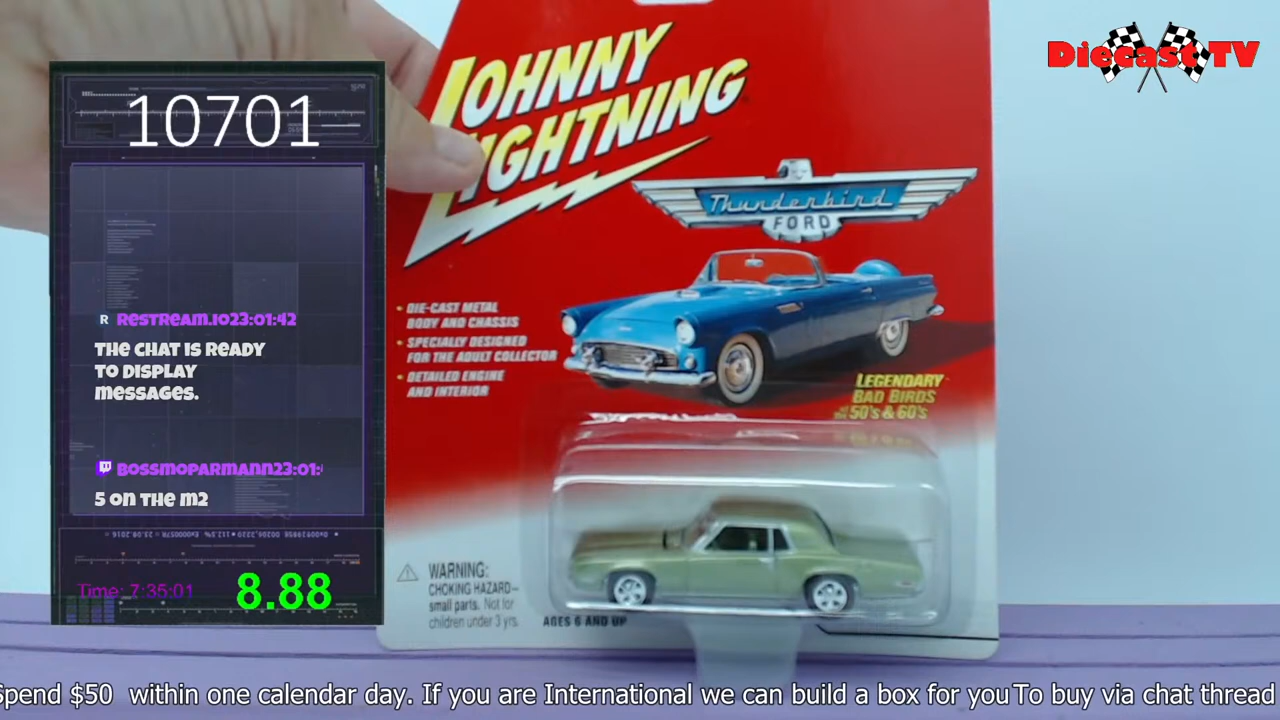 10701
RESTREAM.IO23:01:42
THE CHAT IS READY
TO DISPLAY
MESSAGES.
BOSSMOPARMANN23:01:
5 ON THE M2
Time: 7:35:01
8.88
JOHNNY
LIGHTNING
Thunderbird
FORD
• DIE-CAST METAL
BODY AND CHASSIS
• SPECIALLY DESIGNED
FOR THE ADULT COLLECTOR
• DETAILED ENGINE
AND INTERIOR
LEGENDARY
BAD BIRDS
50's & 60's
WARNING:
CHOKING HAZARD–
small parts. Not for
children under 3 yrs.
AGES 6 AND UP
Diecast TV
Spend $50 within one calendar day. If you are International we can build a box for you To buy via chat thread